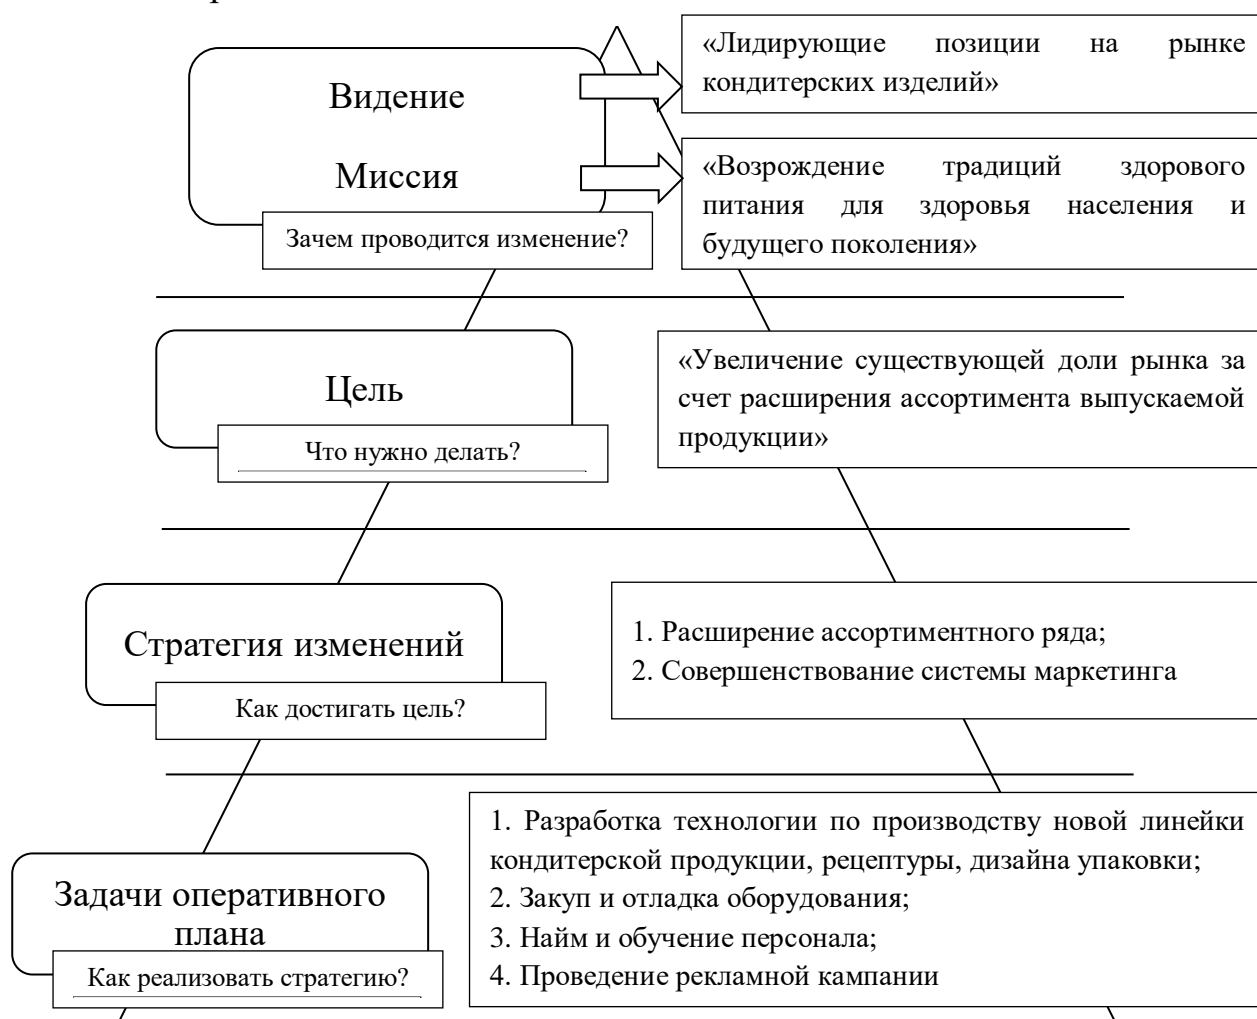 Видение
«Лидирующие позиции на рынке
кондитерских изделий»
Миссия
Зачем проводится изменение?
«Возрождение традиций здорового
питания для здоровья населения и
будущего поколения»
Цель
Что нужно делать?
«Увеличение существующей доли рынка за
счет расширения ассортимента выпускаемой
продукции»
Стратегия изменений
Как достигать цель?
1. Расширение ассортиментного ряда;
2. Совершенствование системы маркетинга
Задачи оперативного
плана
Как реализовать стратегию?
1. Разработка технологии по производству новой линейки
кондитерской продукции, рецептуры, дизайна упаковки;
2. Закуп и отладка оборудования;
3. Найм и обучение персонала;
4. Проведение рекламной кампании